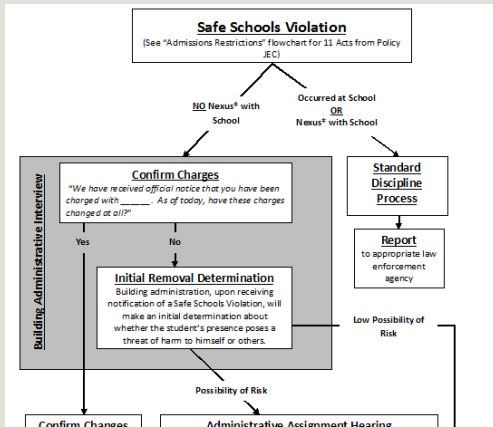 Safe Schools Violation
(See “Admissions Restrictions” flowchart for 11 Acts from Policy
JEC)
NO Nexus* with
School
Occurred at School
OR
Nexus* with School
Building Administrative Interview
Confirm Charges
“We have received official notice that you have been
charged with ______. As of today, have these charges
changed at all?”
Standard
Discipline
Process
Yes
No
Report
to appropriate law
enforcement
agency
Initial Removal Determination
Building administration, upon receiving
notification of a Safe Schools Violation, will
make an initial determination about
whether the student’s presence poses a
threat of harm to himself or others.
Low Possibility of
Risk
Possibility of Risk
Confirm Changes
Administrative Assignment Hearing